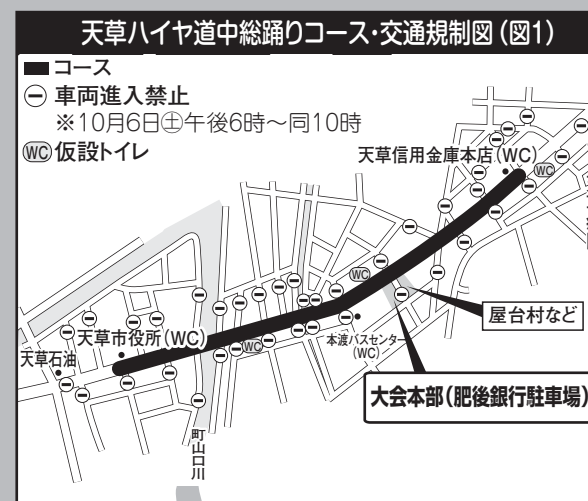 天草ハイヤ道中総踊りコース・交通規制図（図1）
コース
車両進入禁止
※10月6日㊏午後6時～同10時
WC 仮設トイレ
天草信用金庫本店（WC）
WC
WC
屋台村など
天草市役所（WC）
WC
本渡バスセンター
（WC）
天草石油
大会本部（肥後銀行駐車場）
町山口川